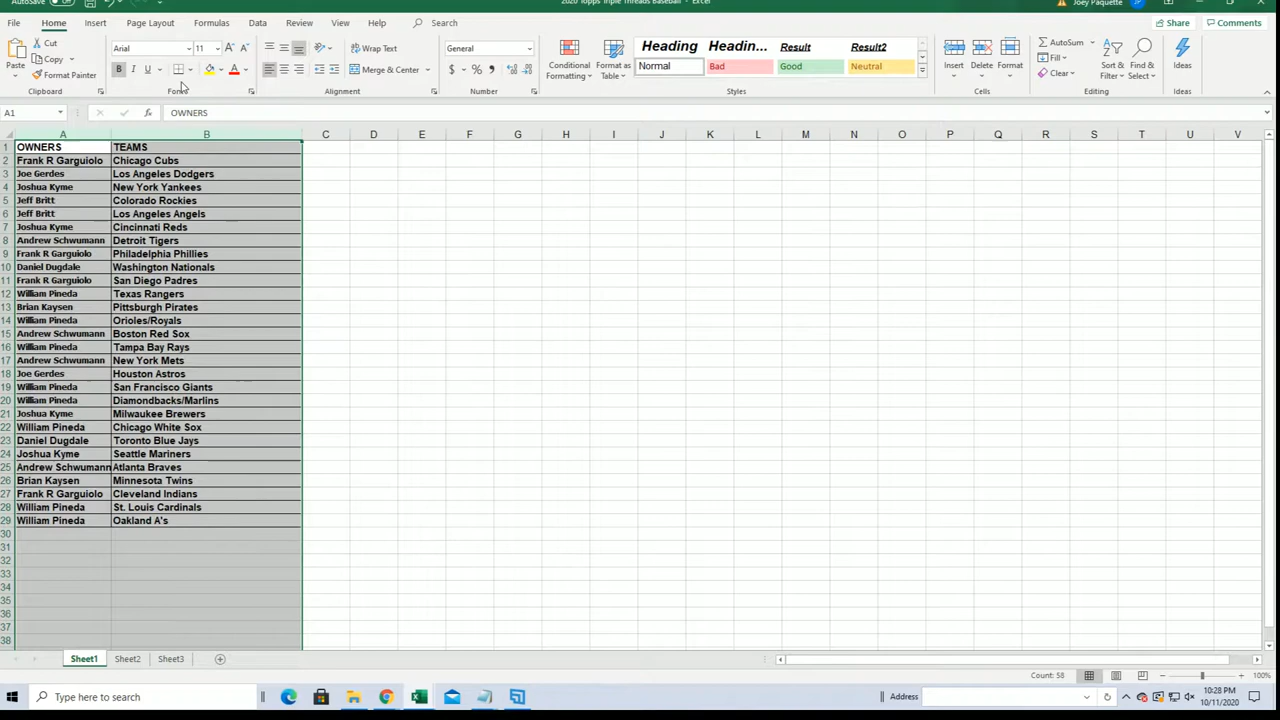 AutoSave Off 2020 Topps Triple Threads Baseball - Excel Joey Paquette JP
File Home Insert Page Layout Formulas Data Review View Help Search Share Comments
Cut
Copy
Format Painter
Paste
Arial 11
B I U
Wrap Text
Merge & Center
General
$ % ,
Conditional Formatting
Format as Table
Heading Headin... Result Result2
Normal Bad Good Neutral
Insert Delete Format
AutoSum
Fill
Clear
Sort & Filter
Find & Select
Ideas
Clipboard Font Alignment Number Styles Cells Editing Ideas
A1 fx OWNERS
A B C D E F G H I J K L M N O P Q R S T U V
1 OWNERS TEAMS
2 Frank R Garguiolo Chicago Cubs
3 Joe Gerdes Los Angeles Dodgers
4 Joshua Kyme New York Yankees
5 Jeff Britt Colorado Rockies
6 Jeff Britt Los Angeles Angels
7 Joshua Kyme Cincinnati Reds
8 Andrew Schwumann Detroit Tigers
9 Frank R Garguiolo Philadelphia Phillies
10 Daniel Dugdale Washington Nationals
11 Frank R Garguiolo San Diego Padres
12 William Pineda Texas Rangers
13 Brian Kaysen Pittsburgh Pirates
14 William Pineda Orioles/Royals
15 Andrew Schwumann Boston Red Sox
16 William Pineda Tampa Bay Rays
17 Andrew Schwumann New York Mets
18 Joe Gerdes Houston Astros
19 William Pineda San Francisco Giants
20 William Pineda Diamondbacks/Marlins
21 Joshua Kyme Milwaukee Brewers
22 William Pineda Chicago White Sox
23 Daniel Dugdale Toronto Blue Jays
24 Joshua Kyme Seattle Mariners
25 Andrew Schwumann Atlanta Braves
26 Brian Kaysen Minnesota Twins
27 Frank R Garguiolo Cleveland Indians
28 William Pineda St. Louis Cardinals
29 William Pineda Oakland A's
30
31
32
33
34
35
36
37
38
Sheet1 Sheet2 Sheet3
Count: 58 100%
Type here to search Address 10:28 PM
10/11/2020